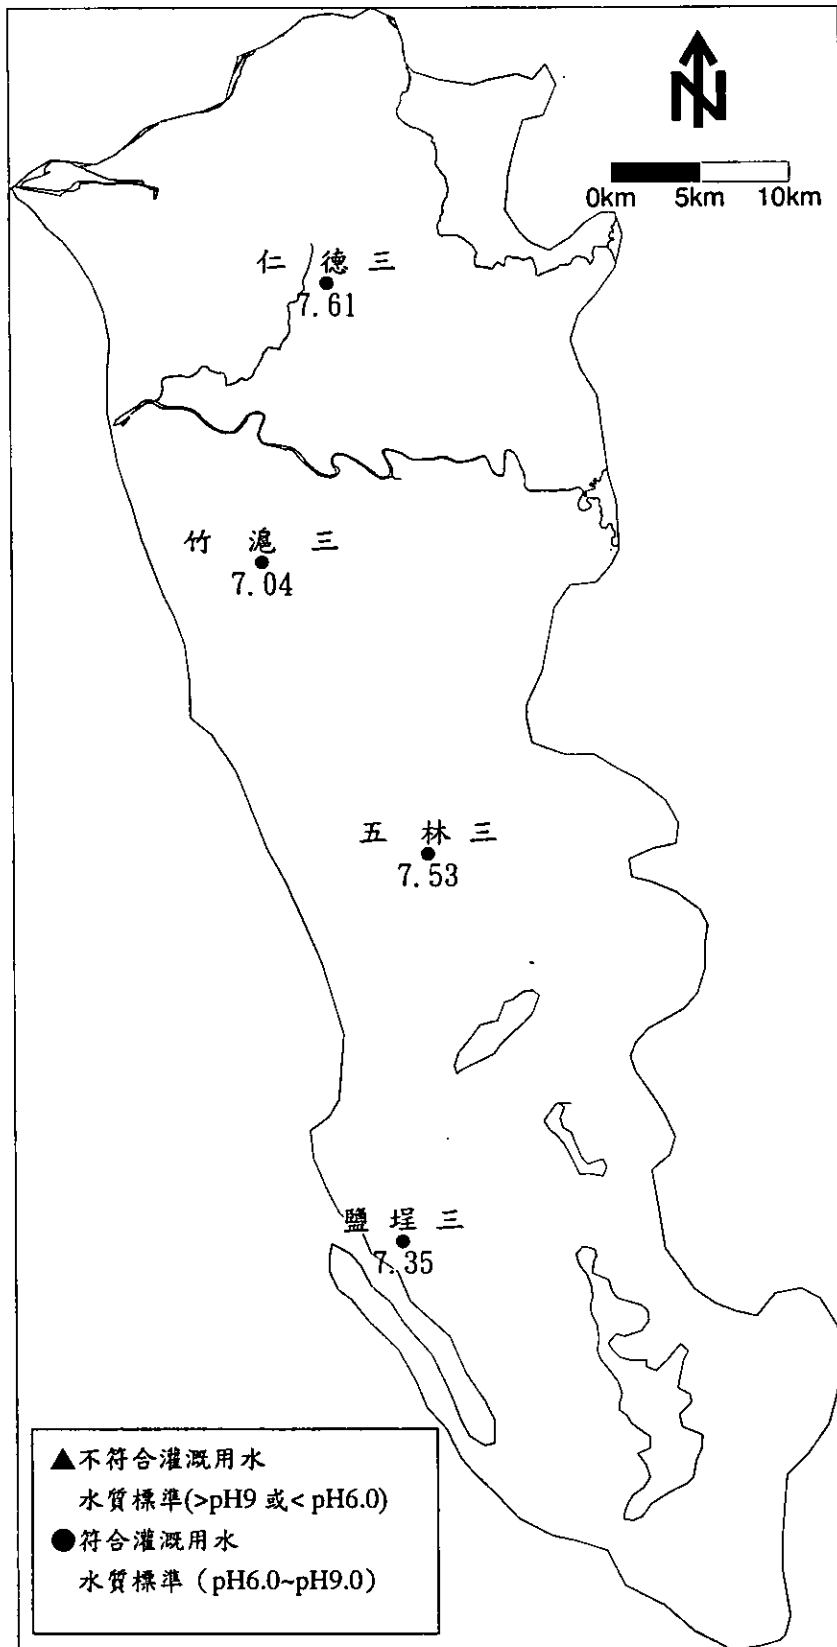 N
0km 5km 10km
仁德三
7.61
竹滬三
7.04
五林三
7.53
鹽埕三
7.35
▲不符合灌溉用水
水質標準(>pH9 或< pH6.0)
●符合灌溉用水
水質標準（pH6.0~pH9.0）